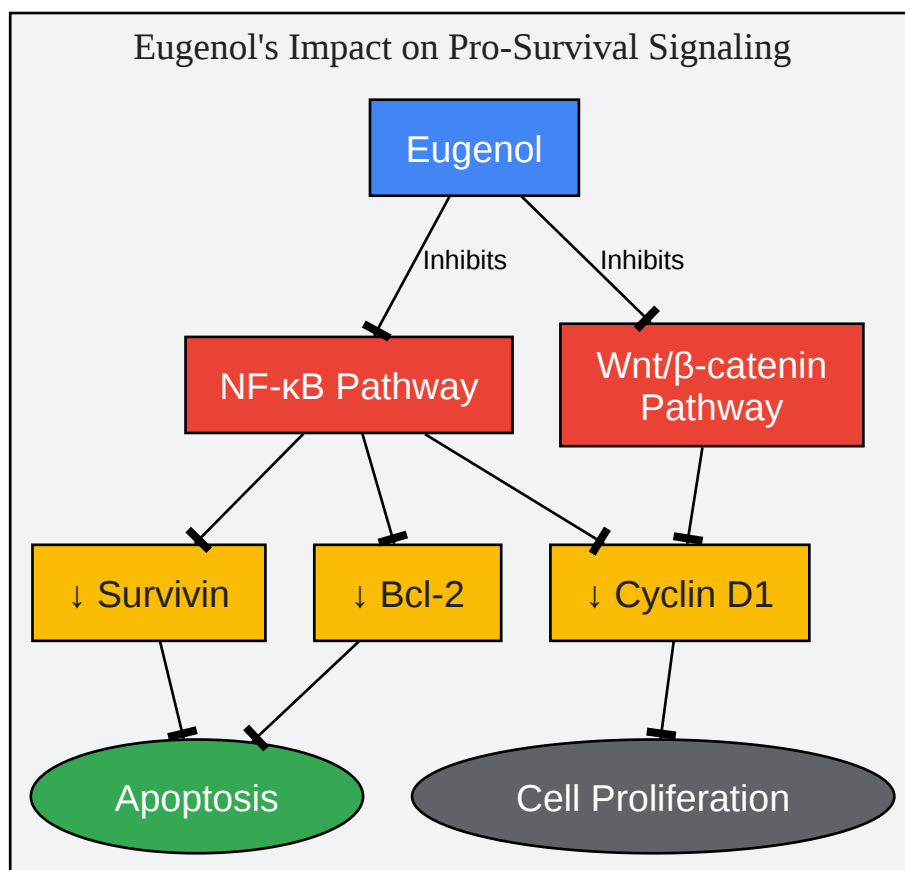 Eugenol's Impact on Pro-Survival Signaling
Eugenol
Inhibits
Inhibits
NF-κB Pathway
Wnt/β-catenin
Pathway
↓ Survivin
↓ Bcl-2
↓ Cyclin D1
Apoptosis
Cell Proliferation